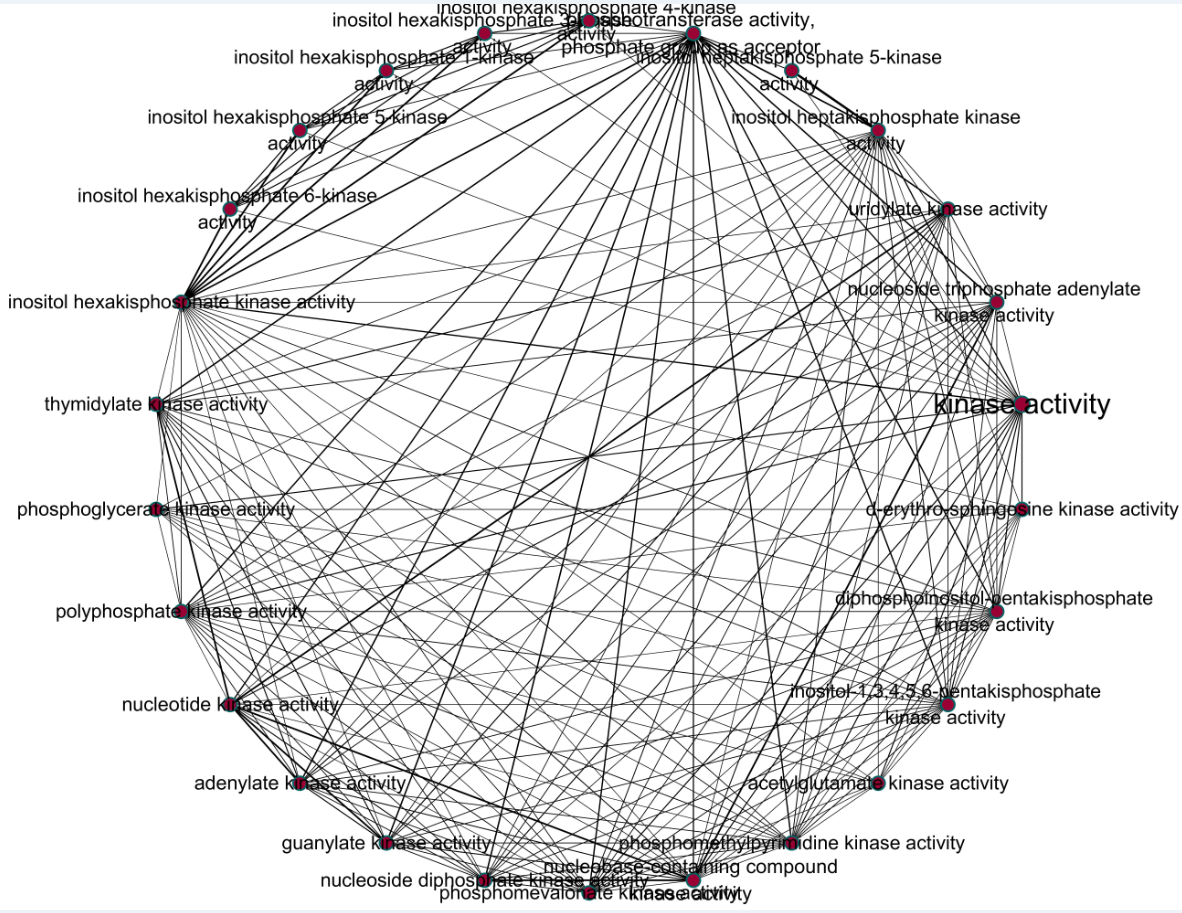 inositol hexakisphosphate 4-kinase
activity
inositol hexakisphosphate 3-kinase
activity
phosphotransferase activity,
phosphate group as acceptor
inositol hexakisphosphate 1-kinase
activity
inositol heptakisphosphate 5-kinase
activity
inositol hexakisphosphate 5-kinase
activity
inositol heptakisphosphate kinase
activity
inositol hexakisphosphate 6-kinase
activity
uridylate kinase activity
nucleoside triphosphate adenylate
kinase activity
inositol hexakisphosphate kinase activity
thymidylate kinase activity
kinase activity
phosphoglycerate kinase activity
d-erythro-sphingosine kinase activity
diphosphoinositol-pentakisphosphate
kinase activity
polyphosphate kinase activity
inositol-1,3,4,5,6-pentakisphosphate
kinase activity
nucleotide kinase activity
adenylate kinase activity
acetylglutamate kinase activity
guanylate kinase activity
phosphomethylpyrimidine kinase activity
nucleobase-containing compound
kinase activity
nucleoside diphosphate kinase activity
phosphomevalonate kinase activity